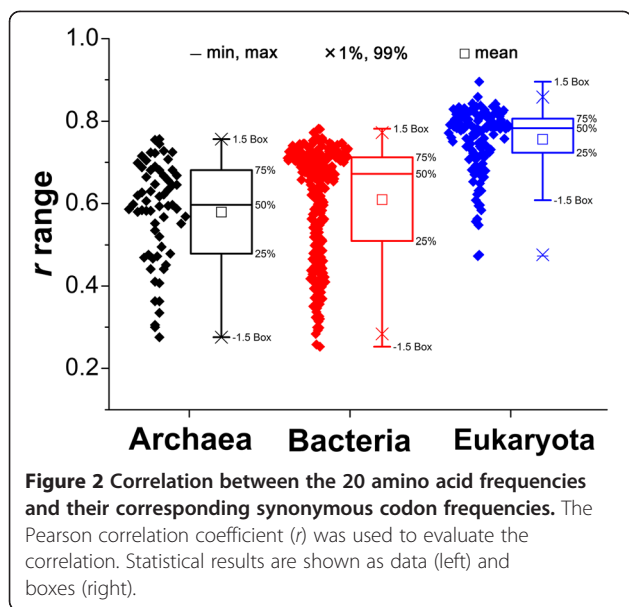 — min, max × 1%, 99% □ mean
1.0
0.8
0.6
0.4
0.2
r range
1.5 Box
75%
50%
25%
-1.5 Box
1.5 Box
75%
50%
25%
-1.5 Box
1.5 Box
75%
50%
25%
-1.5 Box
Archaea Bacteria Eukaryota
Figure 2 Correlation between the 20 amino acid frequencies
and their corresponding synonymous codon frequencies. The
Pearson correlation coefficient (r) was used to evaluate the
correlation. Statistical results are shown as data (left) and
boxes (right).